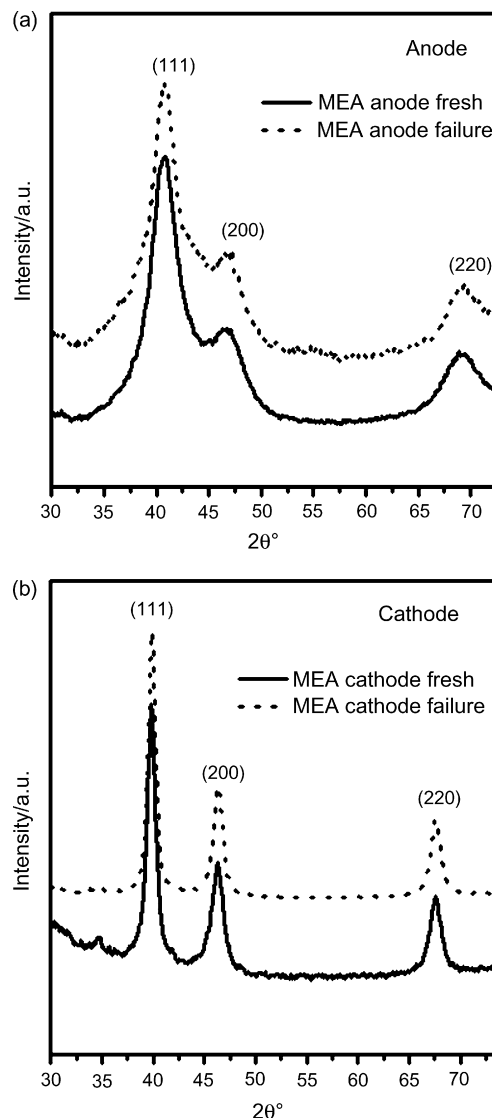 (a)
Anode
(111)
MEA anode fresh
MEA anode failure
(200)
(220)
Intensity/a.u.
30 35 40 45 50 55 60 65 70
2θ°
(b)
Cathode
(111)
MEA cathode fresh
MEA cathode failure
(200)
(220)
Intensity/a.u.
30 35 40 45 50 55 60 65 70
2θ°